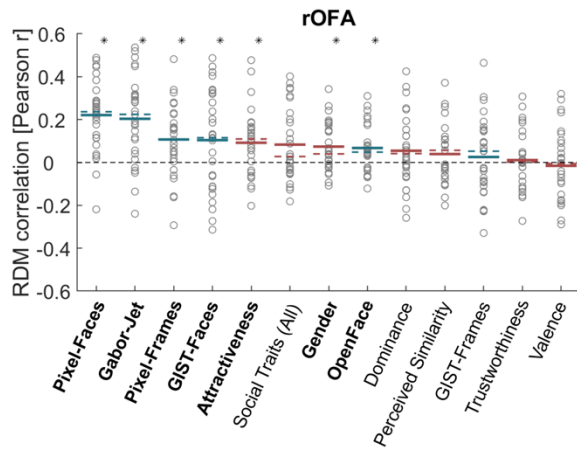 rOFA
* * * * * * *
RDM correlation [Pearson r]
0.6
0.4
0.2
0
-0.2
-0.4
-0.6
Pixel-Faces
Gabor-Jet
Pixel-Frames
GIST-Faces
Attractiveness
Social Traits (All)
Gender
OpenFace
Dominance
Perceived Similarity
GIST-Frames
Trustworthiness
Valence